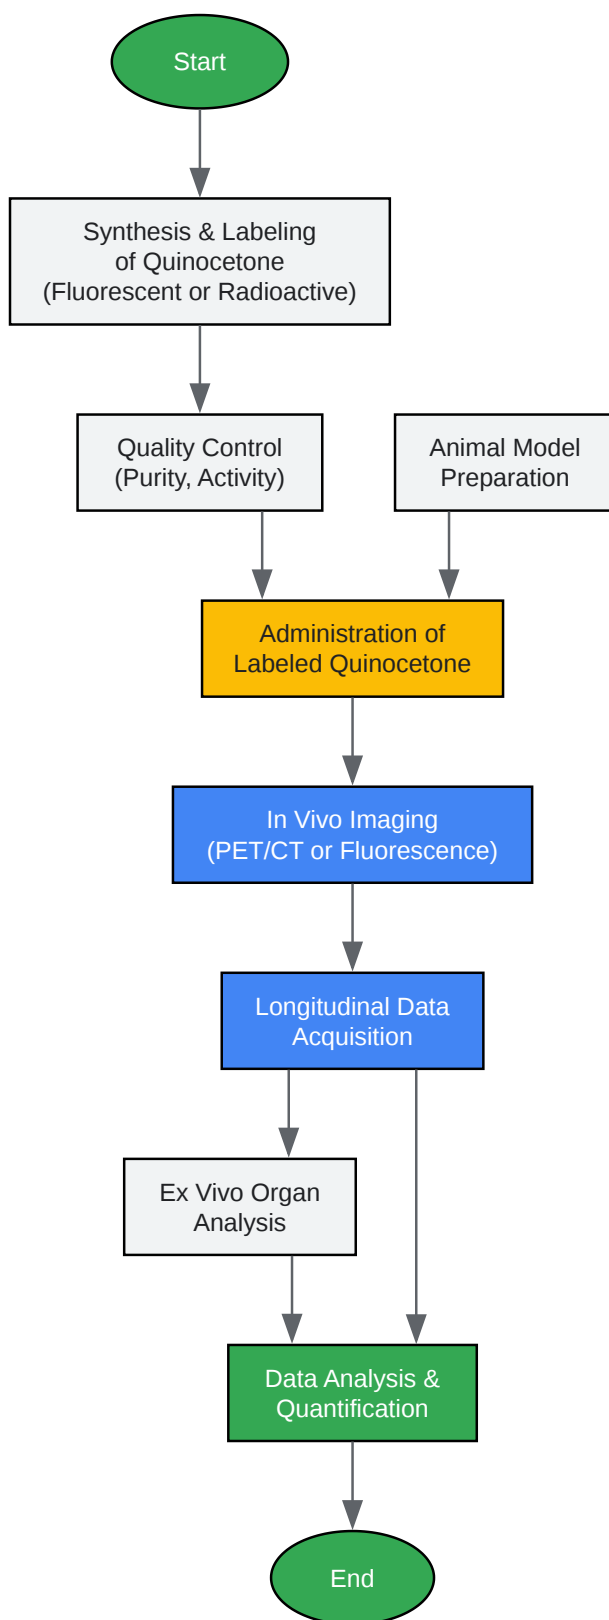 Start
Synthesis & Labeling
of Quinocetone
(Fluorescent or Radioactive)
Quality Control
(Purity, Activity)
Animal Model
Preparation
Administration of
Labeled Quinocetone
In Vivo Imaging
(PET/CT or Fluorescence)
Longitudinal Data
Acquisition
Ex Vivo Organ
Analysis
Data Analysis &
Quantification
End